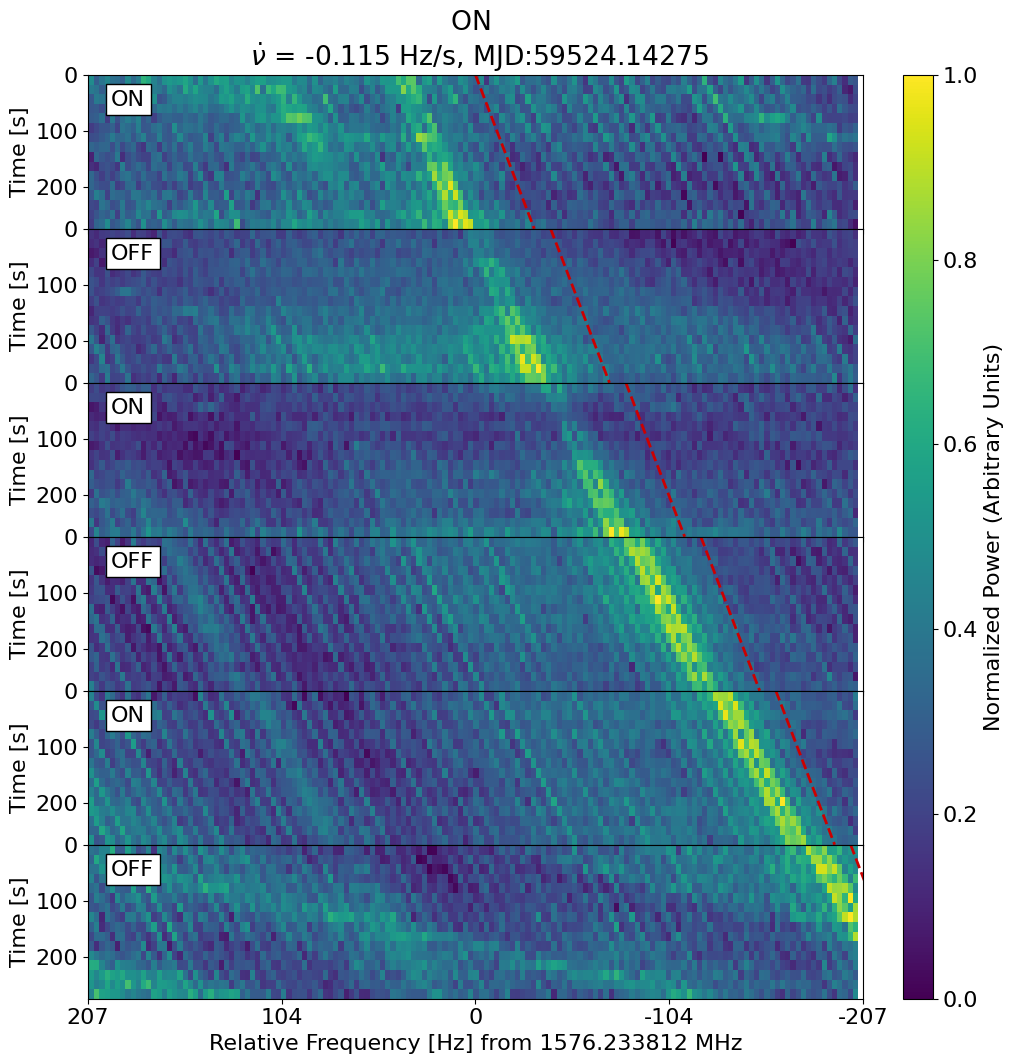 ON
ν̇ = -0.115 Hz/s, MJD:59524.14275
0
100
200
Time [s]
ON
0
100
200
Time [s]
OFF
0
100
200
Time [s]
ON
0
100
200
Time [s]
OFF
0
100
200
Time [s]
ON
0
100
200
Time [s]
OFF
207 104 0 -104 -207
Relative Frequency [Hz] from 1576.233812 MHz
1.0
0.8
0.6
0.4
0.2
0.0
Normalized Power (Arbitrary Units)